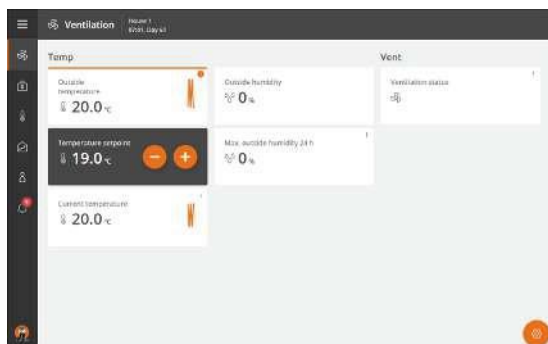 Ventilation
House 1
Temp
Vent
Outside
temperature
20.0 °C
Outside humidity
0 %
Ventilation status
Temperature setpoint
19.0 °C
Max. outside humidity 24 h
0 %
Current temperature
20.0 °C